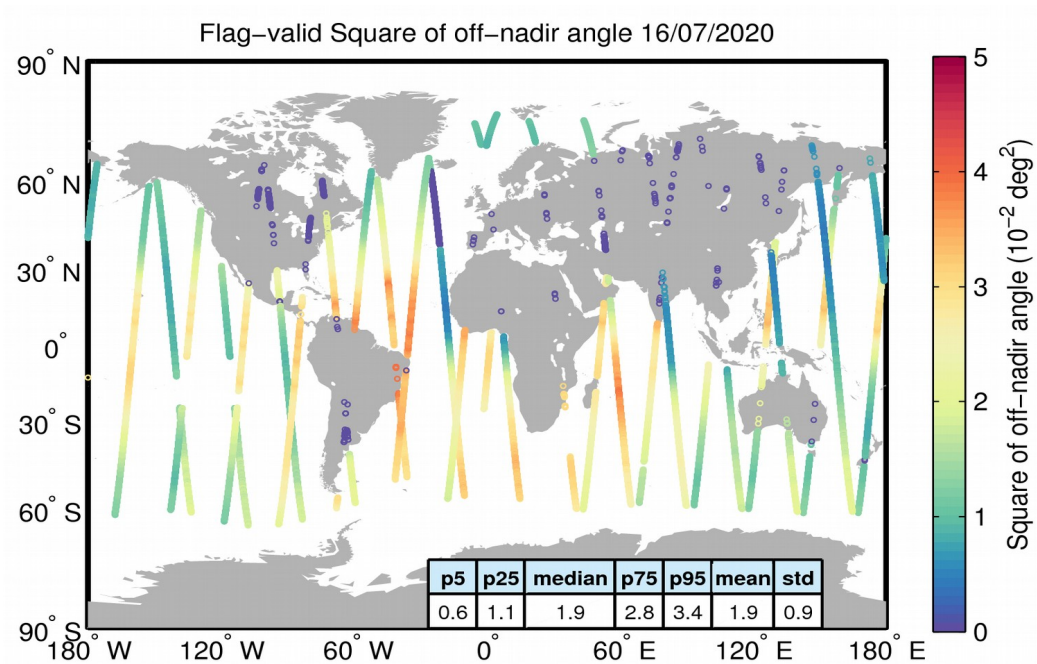 Flag−valid Square of off−nadir angle 16/07/2020
90° N
60° N
30° N
0°
30° S
60° S
90° S
180° W
120° W
60° W
0°
60° E
120° E
180° E
p5 p25 median p75 p95 mean std
0.6 1.1 1.9 2.8 3.4 1.9 0.9
5
4
3
2
1
0
Square of off−nadir angle (10−2 deg2)